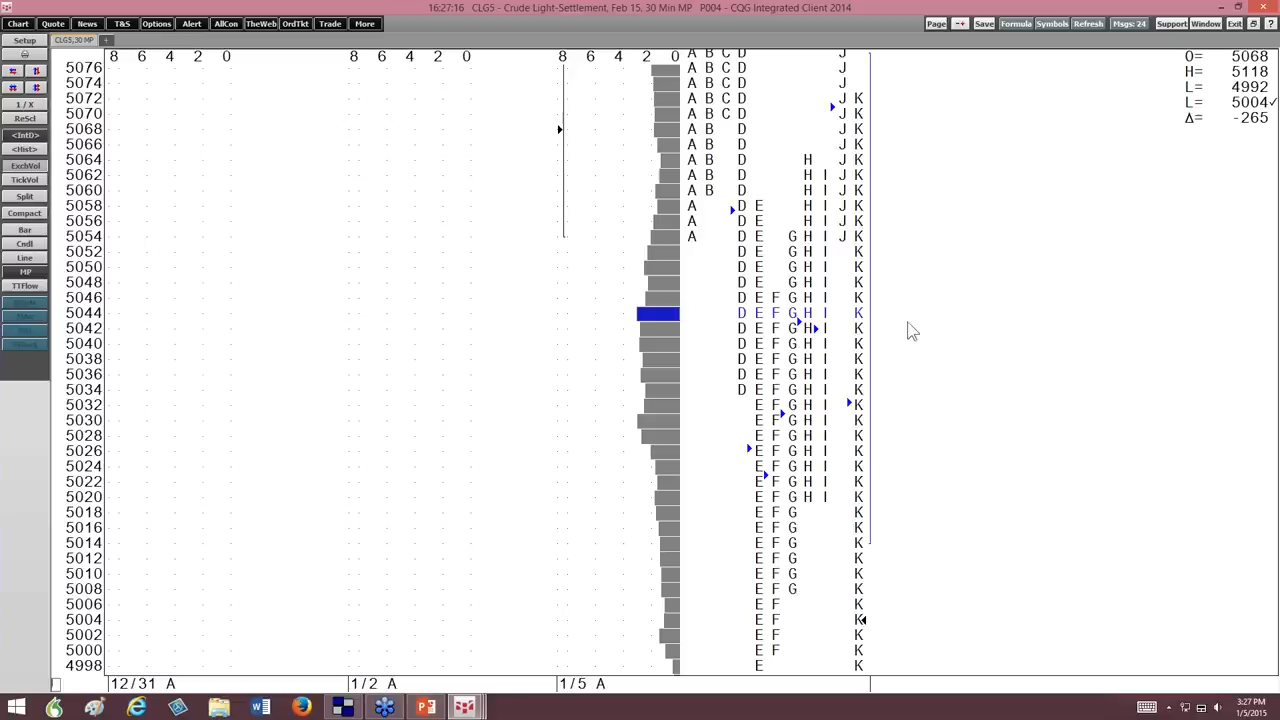 16:27:16 CLG5 - Crude Light-Settlement, Feb 15, 30 Min MP P004 - CQG Integrated Client 2014
Chart Quote News T&S Options Alert AllCon TheWeb OrdTkt Trade More Page Save Formula Symbols Refresh Msgs: 24 Support Window Exit ?
Setup CLG5,30 MP +
8 6 4 2 0 8 6 4 2 0 8 6 4 2 0 A B C D J O= 5068
5076 A B C D J H= 5118
5074 A B C D J L= 4992
5072 A B C D J K L= 5004✓
5070 A B C D J K Δ= -265
5068 A B D J K
5066 A B D J K
5064 A B D H J K
5062 A B D H I J K
5060 A B D H I J K
5058 A D E H I J K
5056 A D E H I J K
5054 A D E G H I J K
5052 D E G H I K
5050 D E G H I K
5048 D E G H I K
5046 D E F G H I K
5044 D E F G H I K
5042 D E F G H I K
5040 D E F G H I K
5038 D E F G H I K
5036 D E F G H I K
5034 D E F G H I K
5032 E F G H I K
5030 E F G H I K
5028 E F G H I K
5026 E F G H I K
5024 E F G H I K
5022 E F G H I K
5020 E F G H I K
5018 E F G K
5016 E F G K
5014 E F G K
5012 E F G K
5010 E F G K
5008 E F G K
5006 E F K
5004 E F K
5002 E F K
5000 E F K
4998 E K
12/31 A 1/2 A 1/5 A
1 / X
ReScl
<IntD>
<Hist>
ExchVol
TickVol
Split
Compact
Bar
Cndl
Line
MP
TTFlow
3:27 PM
1/5/2015